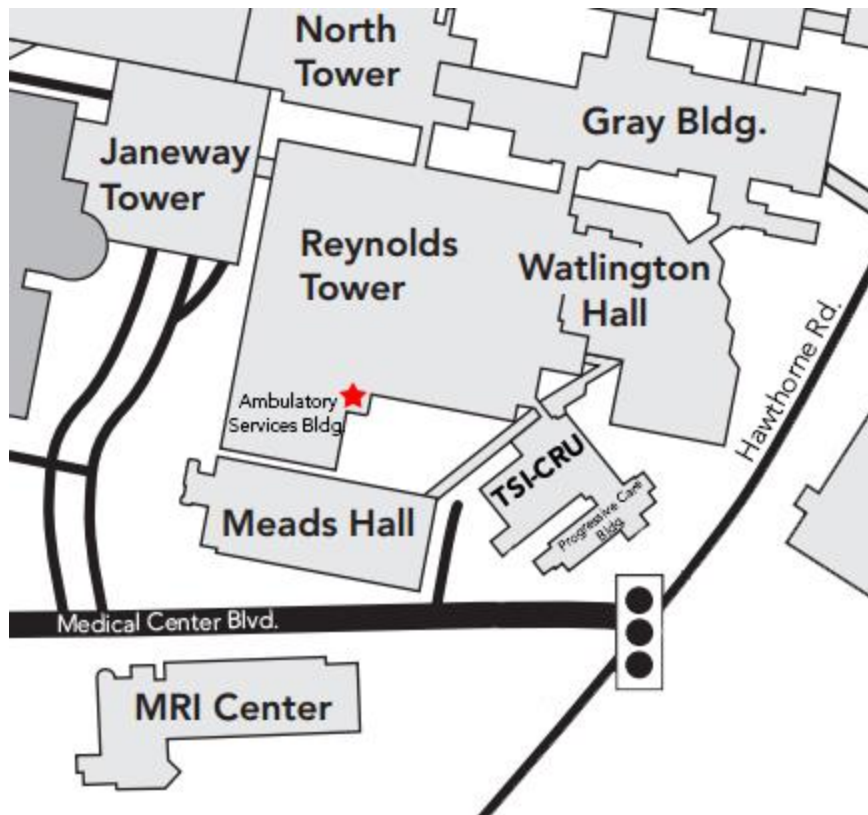 North
Tower
Gray Bldg.
Janeway
Tower
Reynolds
Tower
Watlington
Hall
Hawthorne Rd.
Ambulatory
Services Bldg.
TSI-CRU
Progressive Care
Bldg.
Meads Hall
Medical Center Blvd.
MRI Center